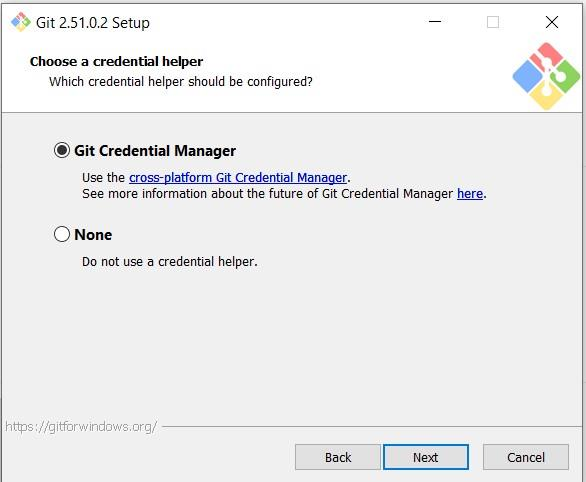 Git 2.51.0.2 Setup
Choose a credential helper
Which credential helper should be configured?
Git Credential Manager
Use the cross-platform Git Credential Manager.
See more information about the future of Git Credential Manager here.
None
Do not use a credential helper.
https://gitforwindows.org/
Back Next Cancel